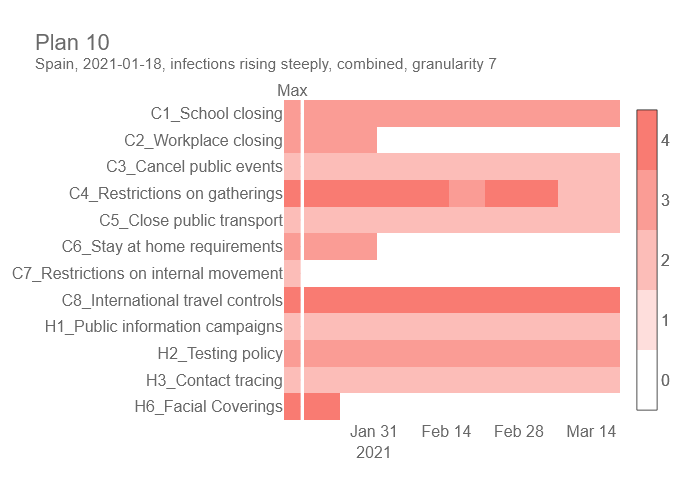 Plan 10
Spain, 2021-01-18, infections rising steeply, combined, granularity 7
Max
C1_School closing
C2_Workplace closing
C3_Cancel public events
C4_Restrictions on gatherings
C5_Close public transport
C6_Stay at home requirements
C7_Restrictions on internal movement
C8_International travel controls
H1_Public information campaigns
H2_Testing policy
H3_Contact tracing
H6_Facial Coverings
4
3
2
1
0
Jan 31 Feb 14 Feb 28 Mar 14
2021